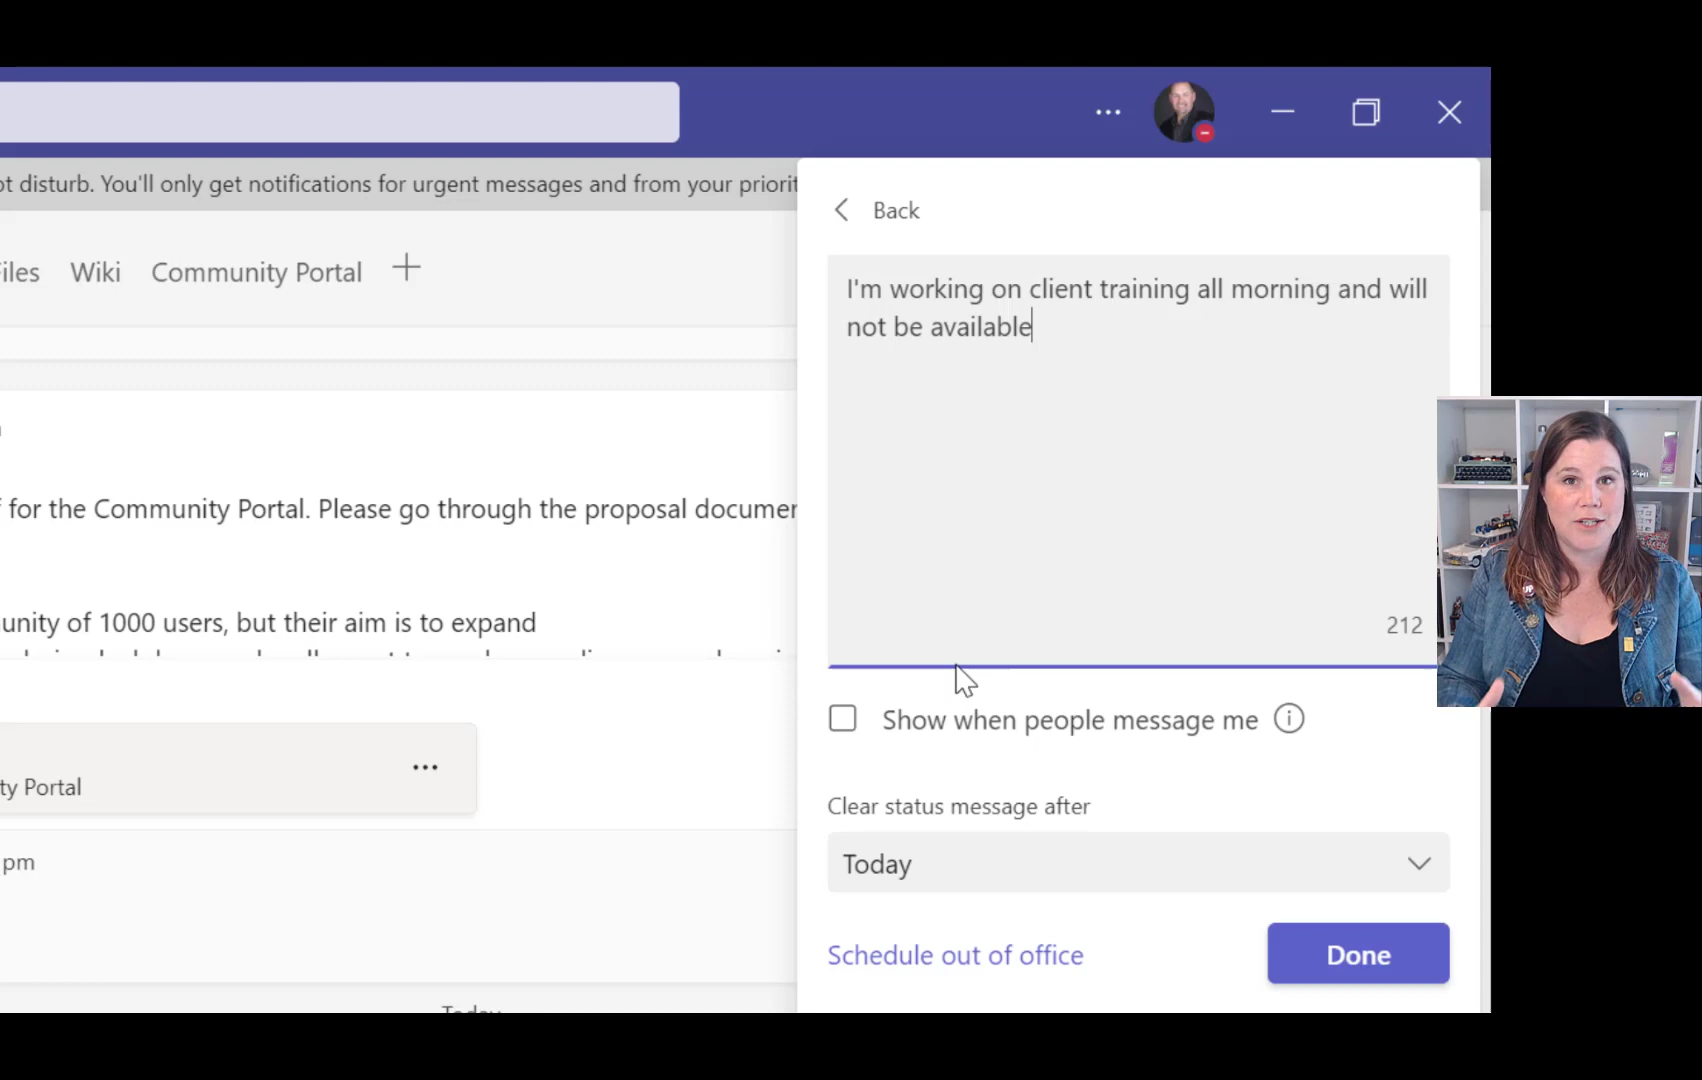 ot disturb. You'll only get notifications for urgent messages and from your priorit
Back
iles Wiki Community Portal +
I'm working on client training all morning and will
not be available
for the Community Portal. Please go through the proposal documen
unity of 1000 users, but their aim is to expand
212
Show when people message me
ty Portal
Clear status message after
Today
pm
Schedule out of office
Done
Today